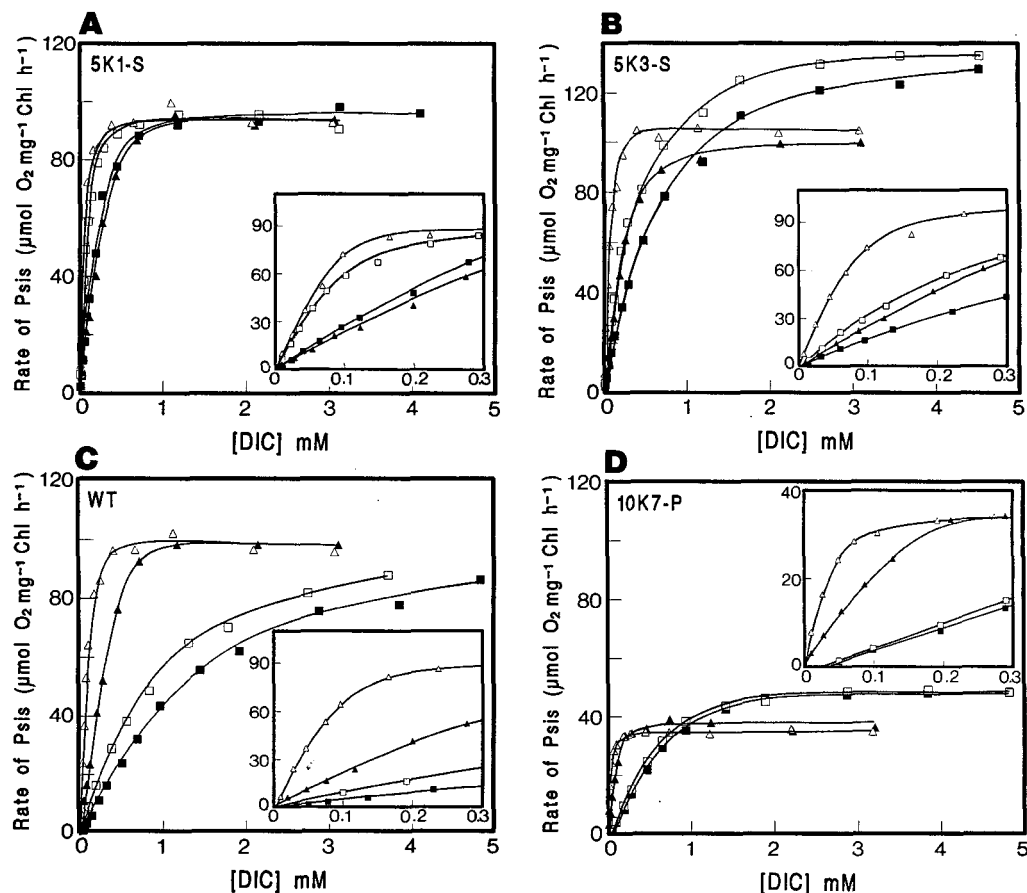 A
5K1-S
Rate of Psis (µmol O₂ mg⁻¹ Chl h⁻¹)
120
80
40
0
90
60
30
0
0 0.1 0.2 0.3
0 1 2 3 4 5
[DIC] mM
B
5K3-S
Rate of Psis (µmol O₂ mg⁻¹ Chl h⁻¹)
120
80
40
0
90
60
30
0
0 0.1 0.2 0.3
0 1 2 3 4 5
[DIC] mM
C
WT
Rate of Psis (µmol O₂ mg⁻¹ Chl h⁻¹)
120
80
40
0
90
60
30
0
0 0.1 0.2 0.3
0 1 2 3 4 5
[DIC] mM
D
10K7-P
Rate of Psis (µmol O₂ mg⁻¹ Chl h⁻¹)
120
80
40
0
40
20
0
0 0.1 0.2 0.3
0 1 2 3 4 5
[DIC] mM